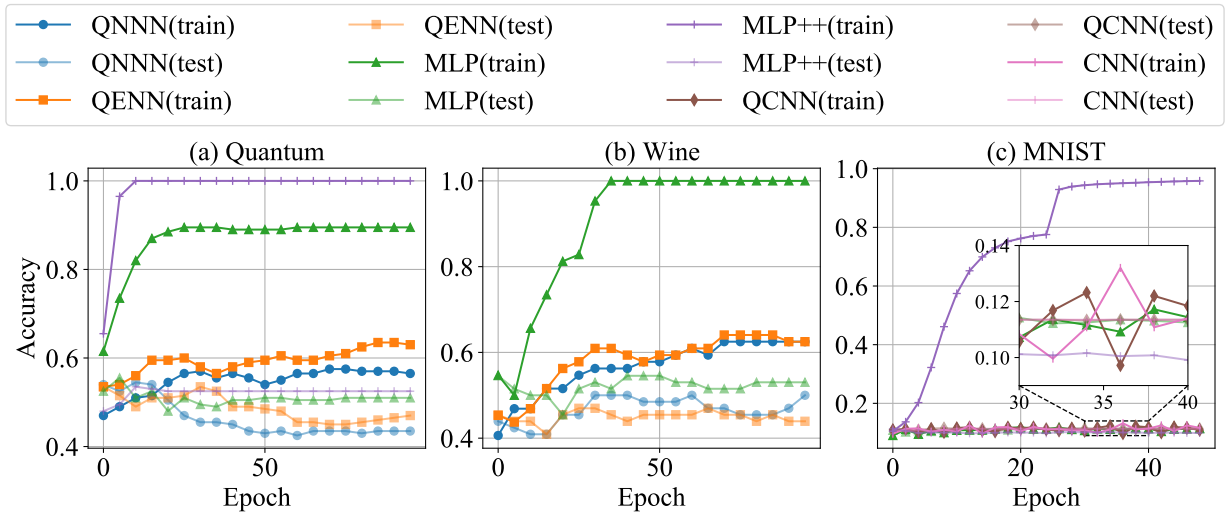 QNNN(train) QENN(test) MLP++(train) QCNN(test)
QNNN(test) MLP(train) MLP++(test) CNN(train)
QENN(train) MLP(test) QCNN(train) CNN(test)
(a) Quantum (b) Wine (c) MNIST
Accuracy
1.0
0.8
0.6
0.4
0 50
Epoch
1.0
0.8
0.6
0.4
0 50
Epoch
1.0
0.8
0.6
0.4
0.2
0 20 40
Epoch
0.14
0.12
0.10
30 35 40